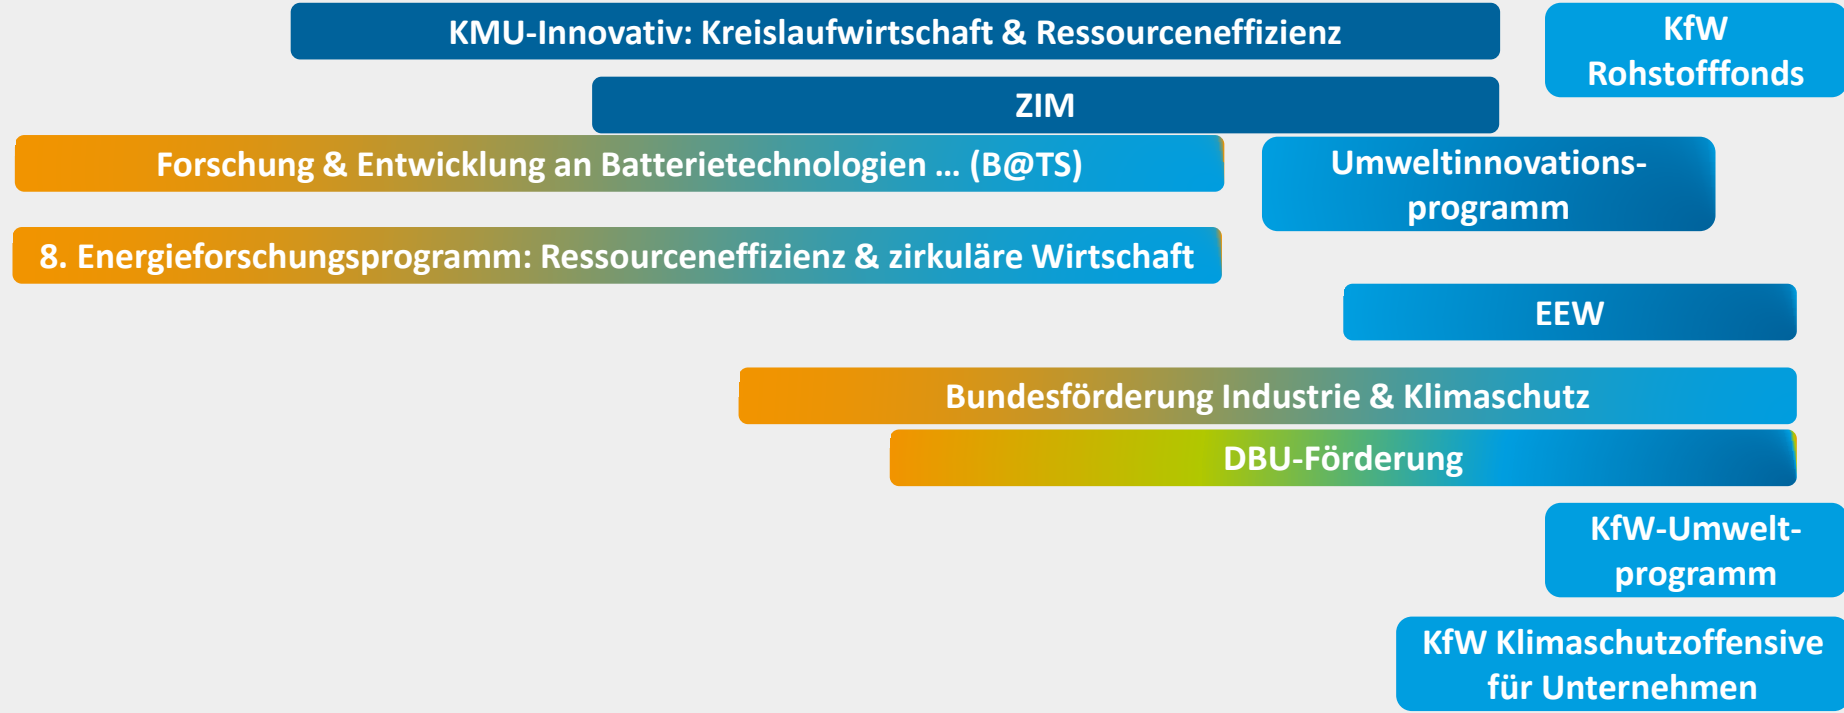 KMU-Innovativ: Kreislaufwirtschaft & Ressourceneffizienz
KfW
Rohstofffonds
ZIM
Forschung & Entwicklung an Batterietechnologien ... (B@TS)
Umweltinnovations-
programm
8. Energieforschungsprogramm: Ressourceneffizienz & zirkuläre Wirtschaft
EEW
Bundesförderung Industrie & Klimaschutz
DBU-Förderung
KfW-Umwelt-
programm
KfW Klimaschutzoffensive
für Unternehmen